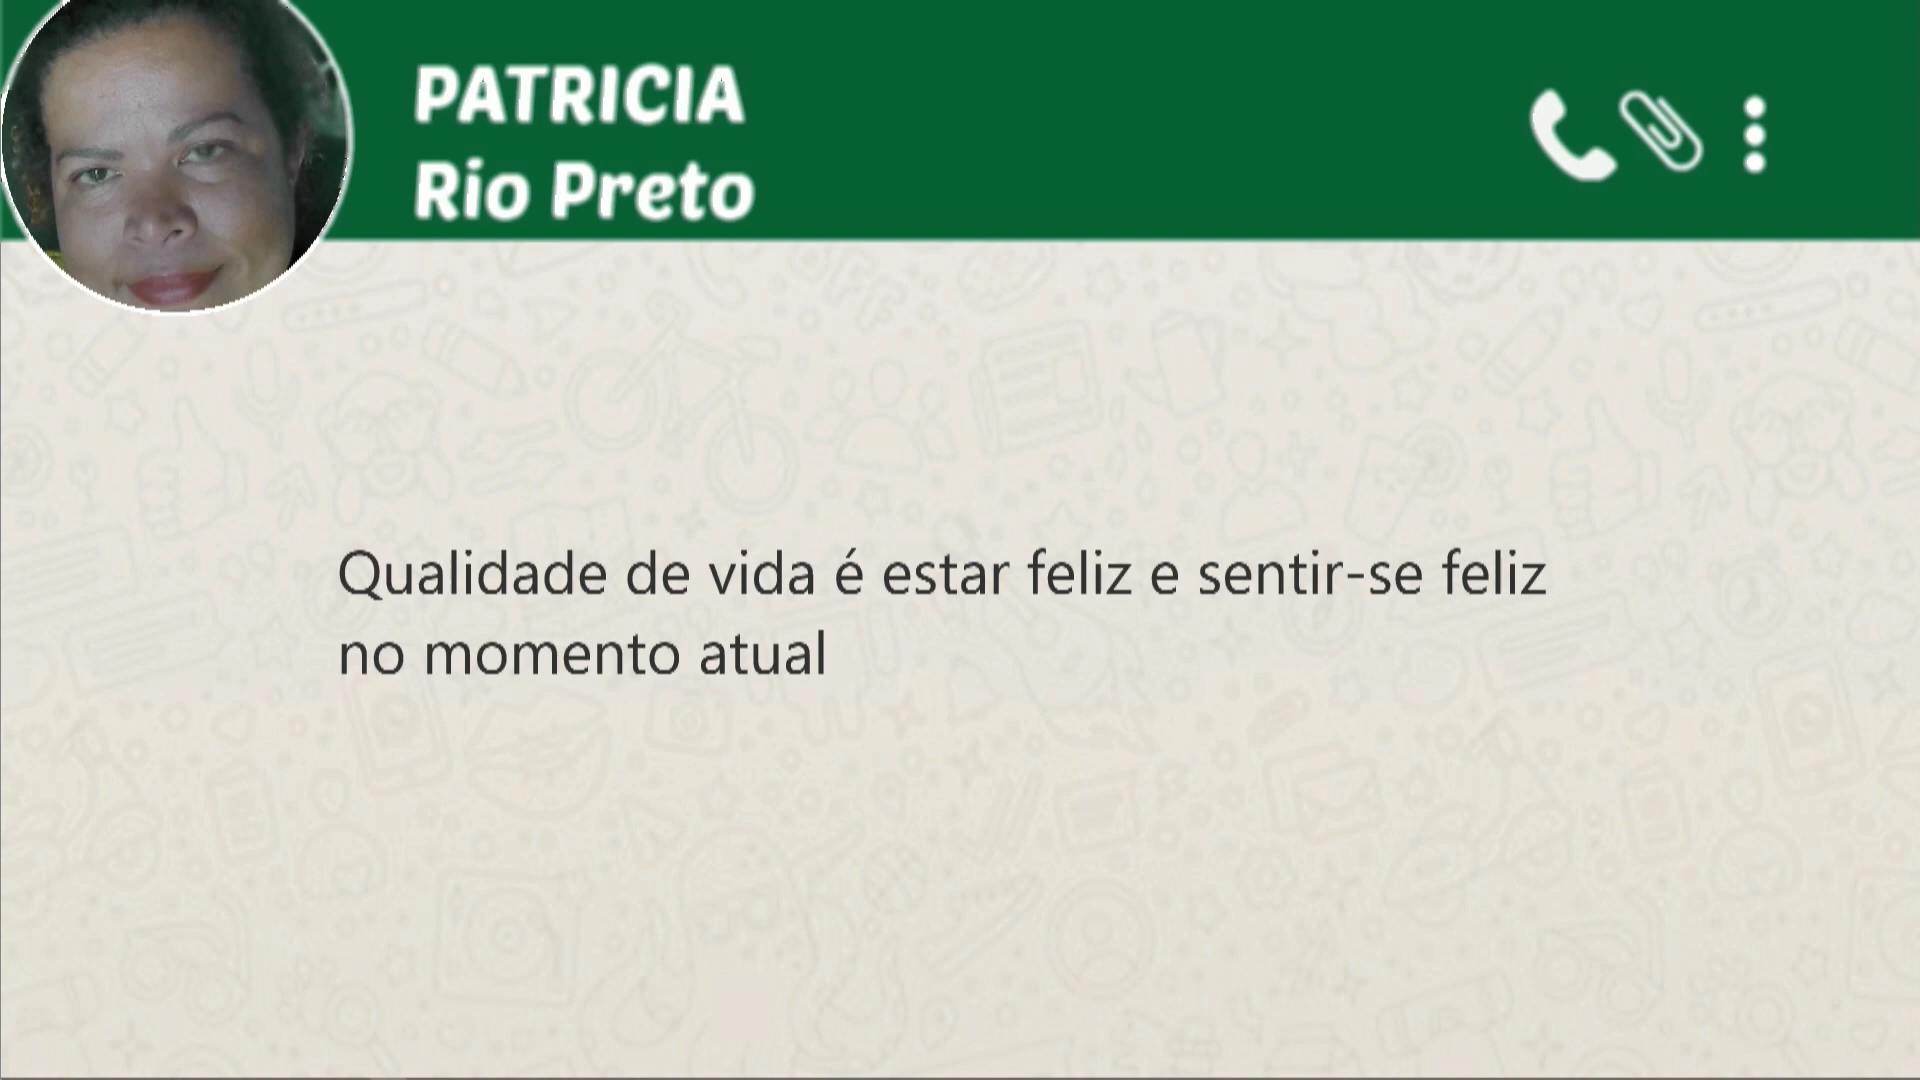 PATRICIA
Rio Preto
Qualidade de vida é estar feliz e sentir-se feliz
no momento atual